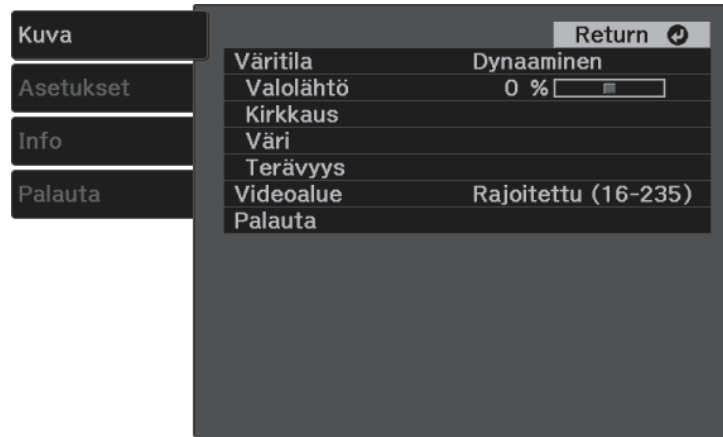 Kuva
Asetukset
Info
Palauta
Return
Väritila Dynaaminen
Valolähtö 0 %
Kirkkaus
Väri
Terävyys
Videoalue Rajoitettu (16-235)
Palauta